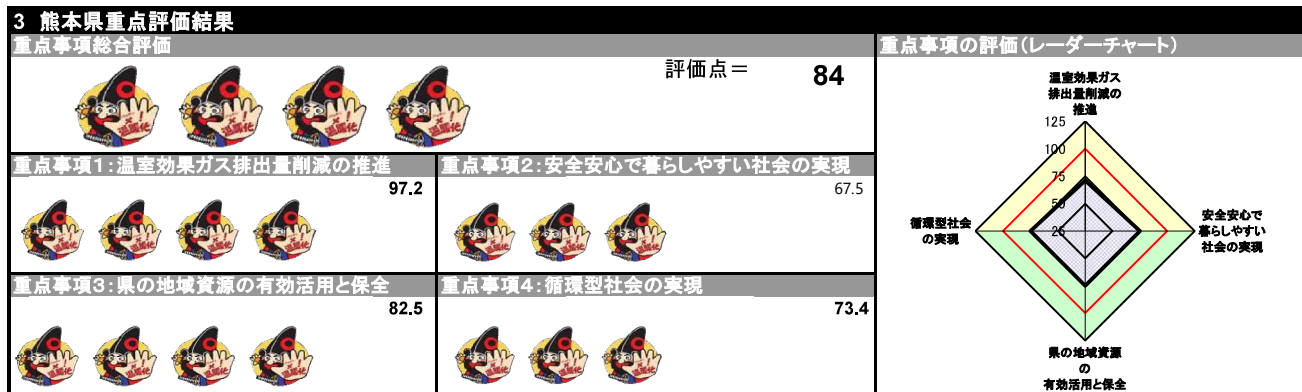 3 熊本県重点評価結果
重点事項総合評価
評価点＝ 84
重点事項1:温室効果ガス排出量削減の推進
97.2
重点事項2:安全安心で暮らしやすい社会の実現
67.5
重点事項3:県の地域資源の有効活用と保全
82.5
重点事項4:循環型社会の実現
73.4
重点事項の評価(レーダーチャート)
温室効果ガス
排出量削減の
推進
125
100
75
50
25
循環型社会
の実現
安全安心で
暮らしやすい
社会の実現
県の地域資源
の
有効活用と保全